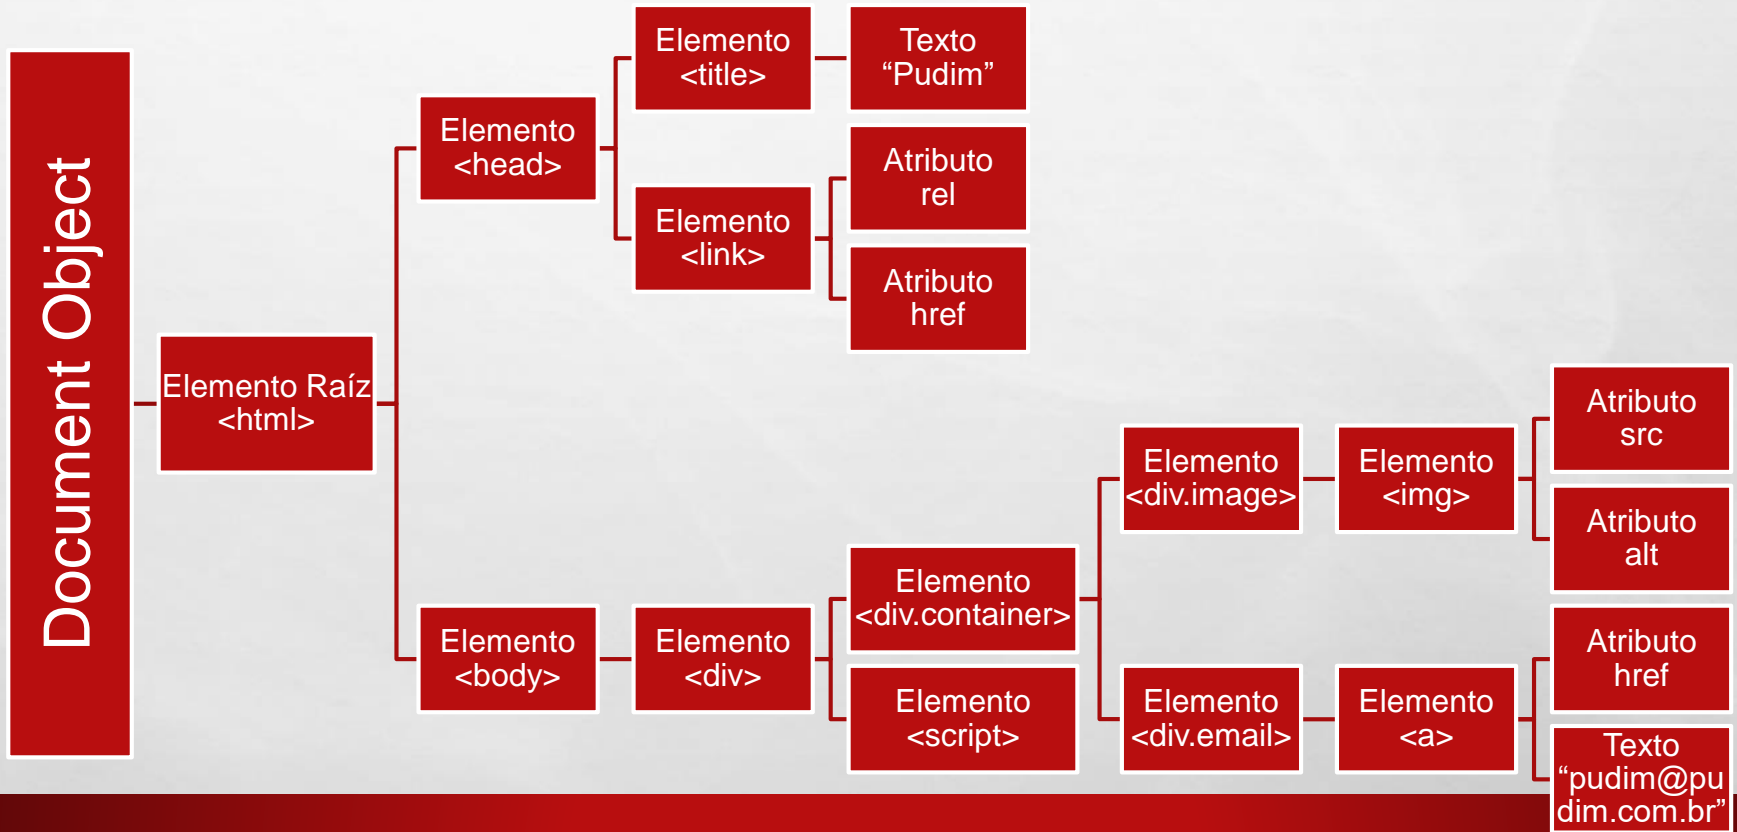 Document Object
Elemento Raíz
<html>
Elemento
<head>
Elemento
<title>
Texto
“Pudim”
Elemento
<link>
Atributo
rel
Atributo
href
Elemento
<body>
Elemento
<div>
Elemento
<div.container>
Elemento
<div.image>
Elemento
<img>
Atributo
src
Atributo
alt
Elemento
<div.email>
Elemento
<a>
Atributo
href
Texto
“pudim@pu
dim.com.br”
Elemento
<script>